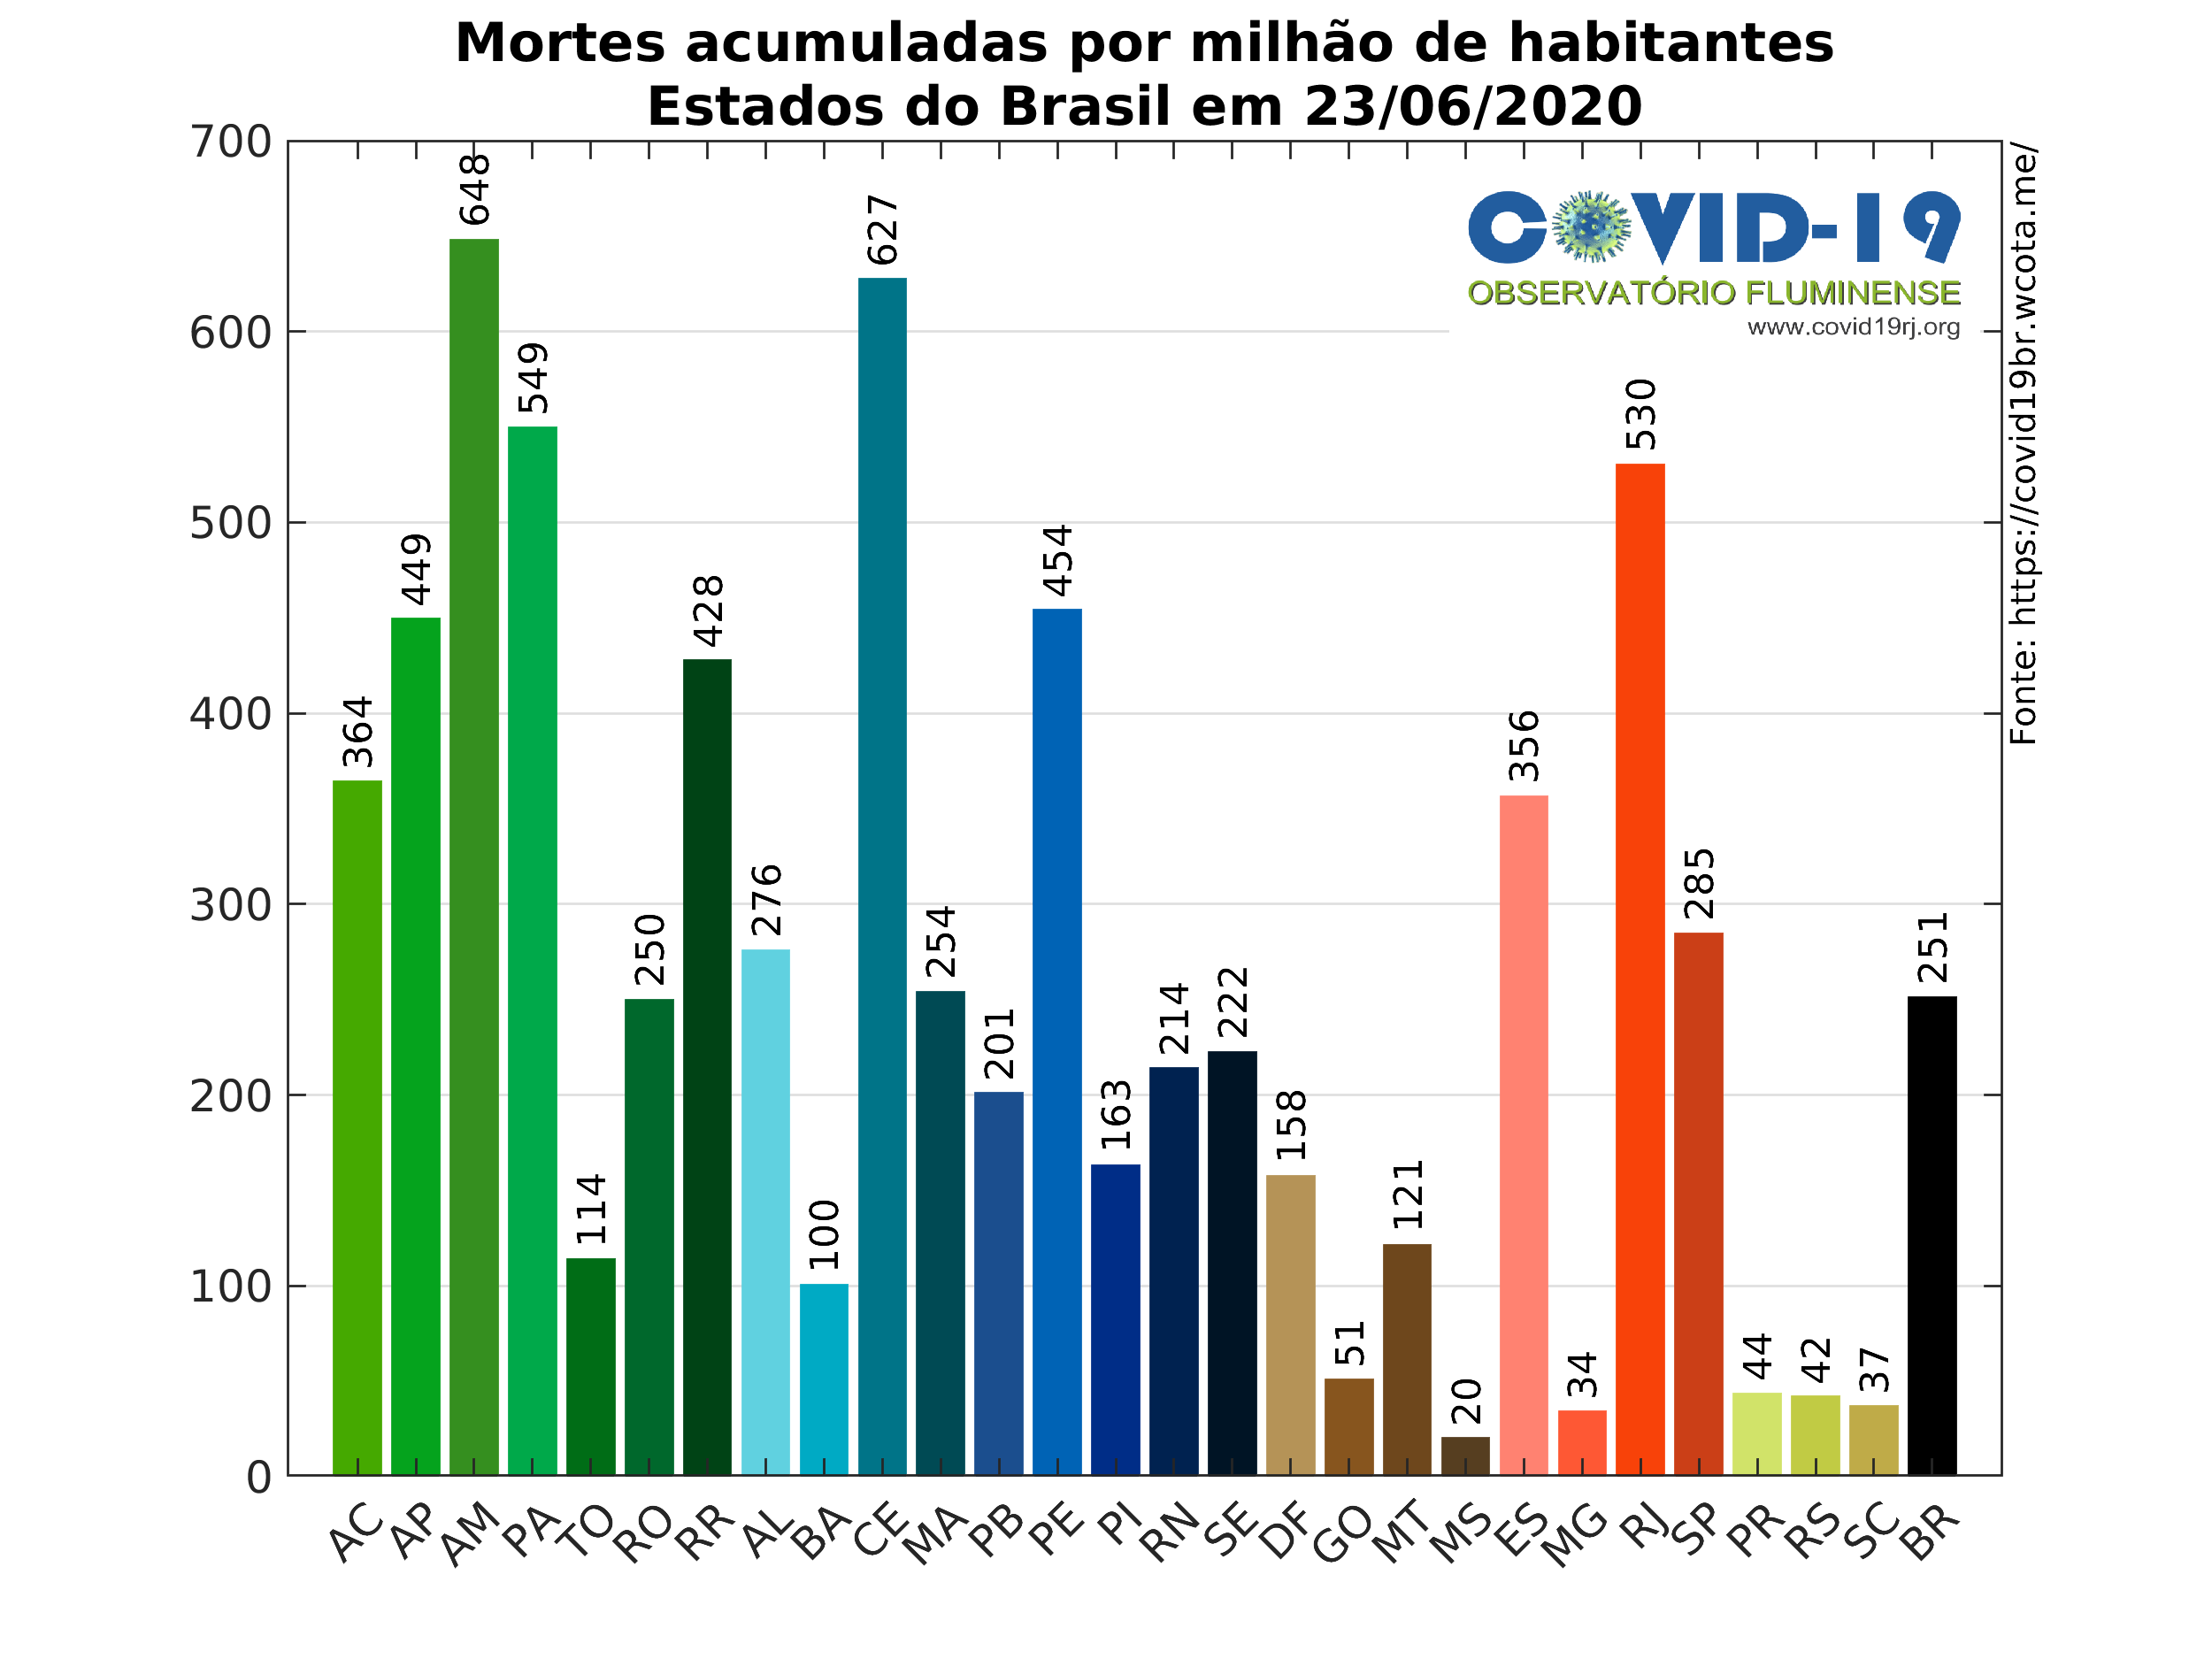 Mortes acumuladas por milhão de habitantes
Estados do Brasil em 23/06/2020
700
600
500
400
300
200
100
0
364
449
648
549
114
250
428
276
100
627
254
201
454
163
214
222
158
51
121
20
356
34
530
285
44
42
37
251
COVID-19
OBSERVATÓRIO FLUMINENSE
www.covid19rj.org
Fonte: https://covid19br.wcota.me/
AC
AP
AM
PA
TO
RO
RR
AL
BA
CE
MA
PB
PE
PI
RN
SE
DF
GO
MT
MS
ES
MG
RJ
SP
PR
RS
SC
BR